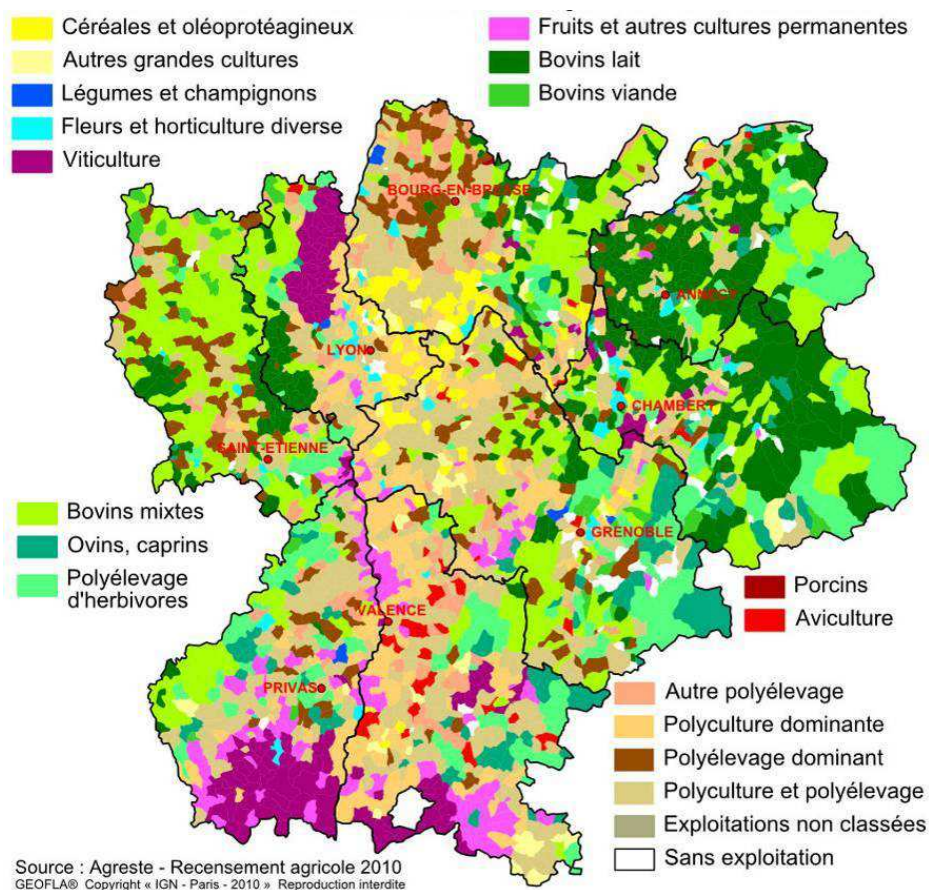 Céréales et oléoprotéagineux
Autres grandes cultures
Légumes et champignons
Fleurs et horticulture diverse
Viticulture
Fruits et autres cultures permanentes
Bovins lait
Bovins viande
BOURG-EN-BRESSE
ANNECY
LYON
CHAMBERY
SAINT-ETIENNE
Bovins mixtes
Ovins, caprins
Polyélevage
d'herbivores
GRENOBLE
Porcins
Aviculture
VALENCE
PRIVAS
Autre polyélevage
Polyculture dominante
Polyélevage dominant
Polyculture et polyélevage
Exploitations non classées
Sans exploitation
Source : Agreste - Recensement agricole 2010
GEOFLA® Copyright « IGN - Paris - 2010 » Reproduction interdite